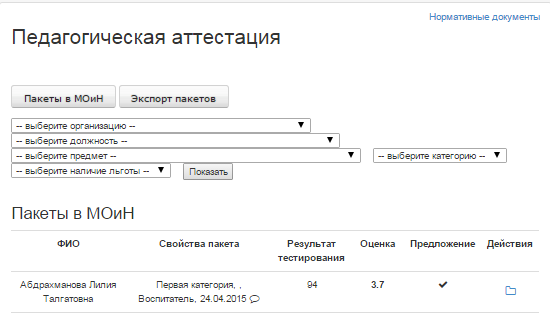 Нормативные документы
Педагогическая аттестация
Пакеты в МОиН Экспорт пакетов
-- выберите организацию --
-- выберите должность --
-- выберите предмет -- -- выберите категорию --
-- выберите наличие льготы -- Показать
Пакеты в МОиН
ФИО Свойства пакета Результат тестирования Оценка Предложение Действия
Абдрахманова Лилия Первая категория, , 94 3.7
Талгатовна Воспитатель, 24.04.2015